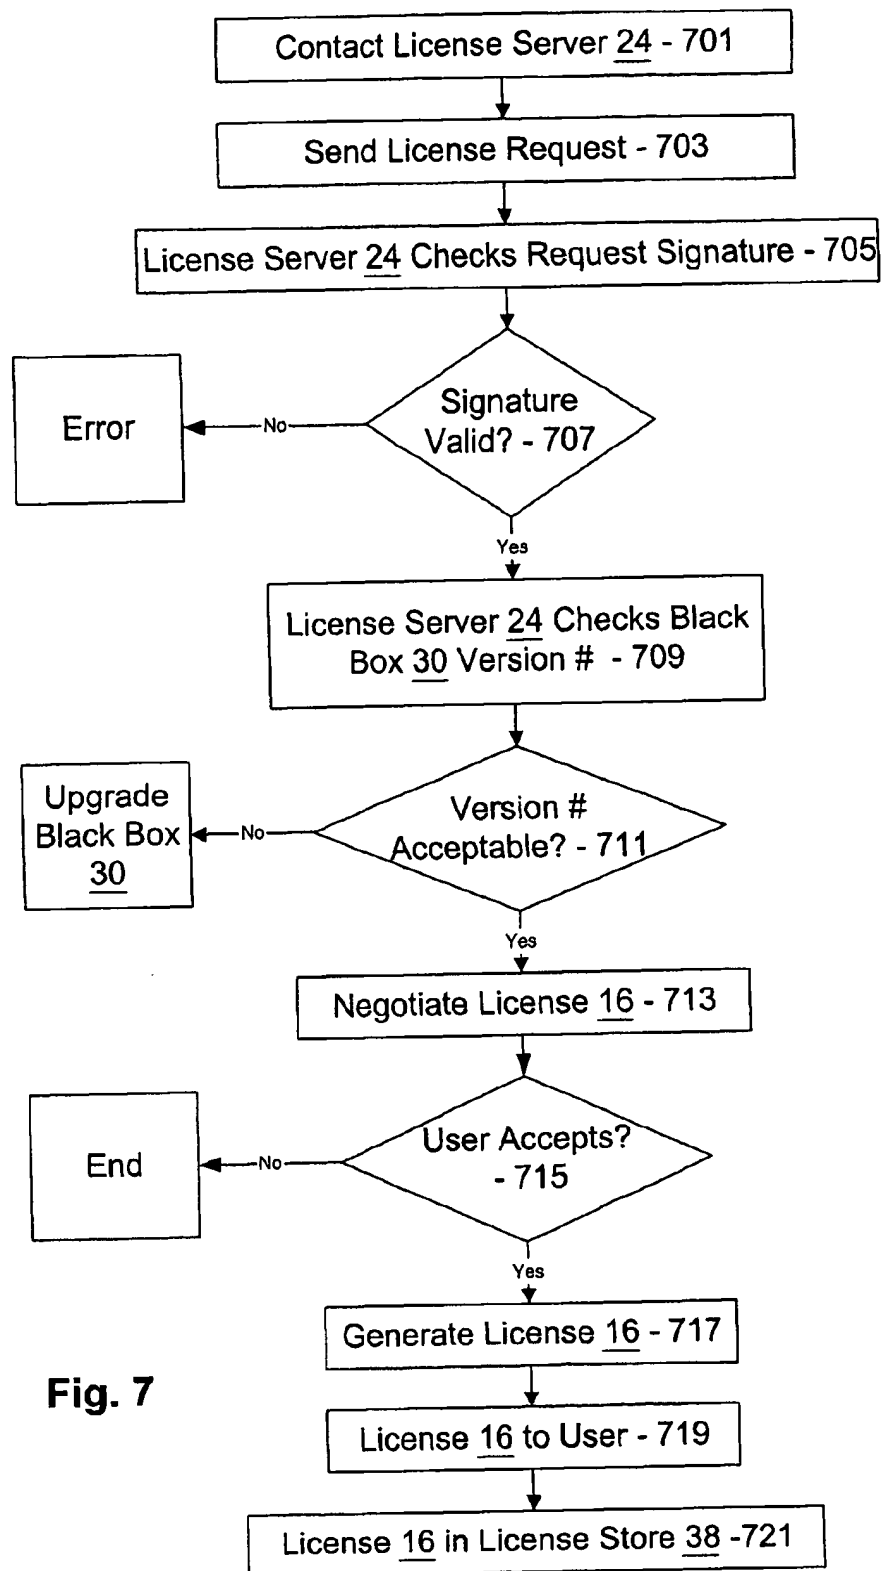 Contact License Server 24 - 701
Send License Request - 703
License Server 24 Checks Request Signature - 705
Signature
Valid? - 707
No
Error
Yes
License Server 24 Checks Black
Box 30 Version # - 709
Version #
Acceptable? - 711
No
Upgrade
Black Box
30
Yes
Negotiate License 16 - 713
User Accepts?
- 715
No
End
Yes
Generate License 16 - 717
Fig. 7
License 16 to User - 719
License 16 in License Store 38 -721